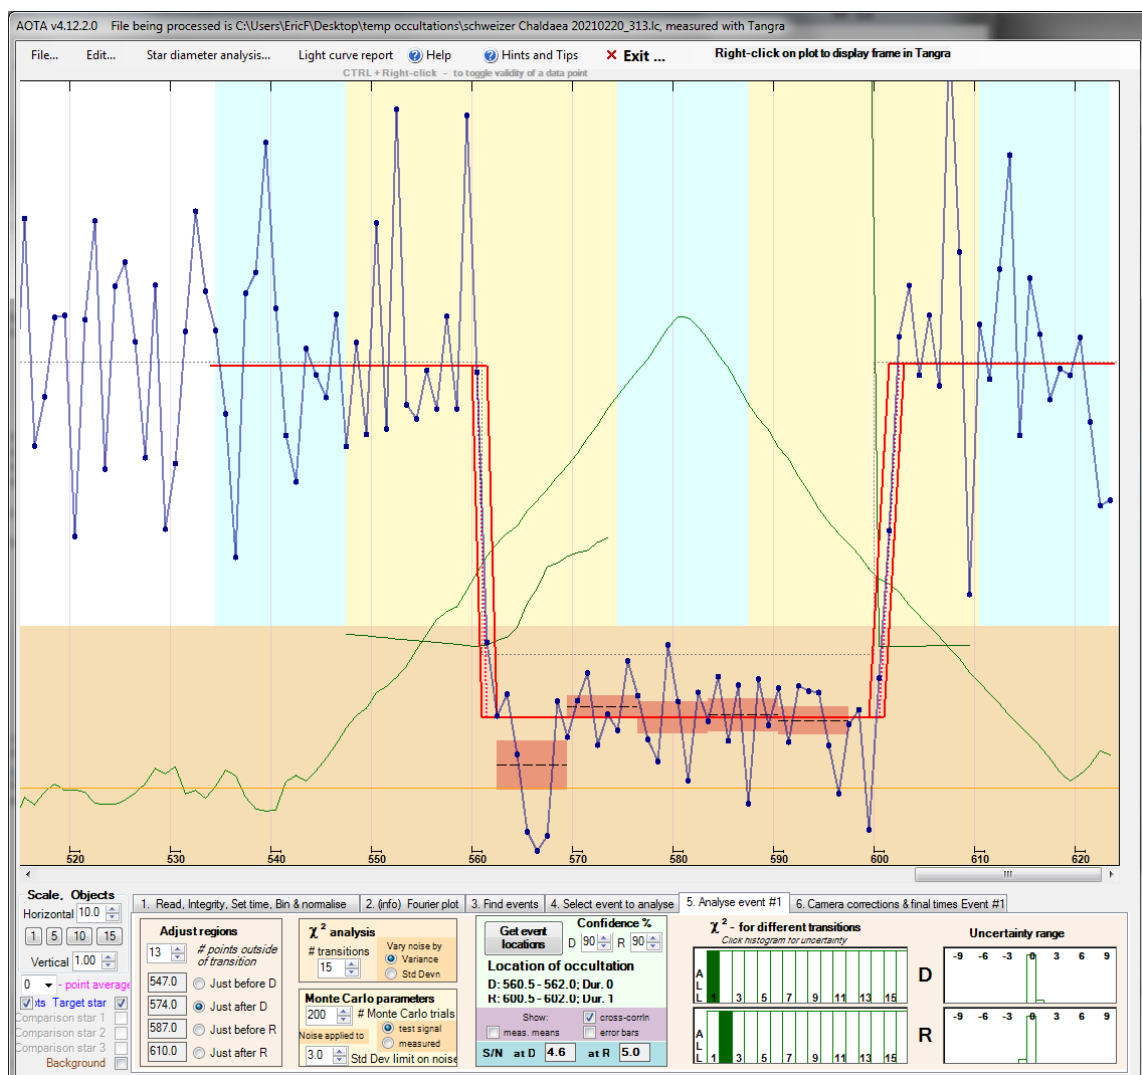 AOTA v4.12.2.0 File being processed is C:\Users\EricF\Desktop\temp occultations\schweizer Chaldaea 20210220_313.lc, measured with Tangra
File... Edit... Star diameter analysis... Light curve report Help Hints and Tips Exit ... Right-click on plot to display frame in Tangra
CTRL + Right-click - to toggle validity of a data point
520 530 540 550 560 570 580 590 600 610 620
Scale, Objects
Horizontal 10.0
1 5 10 15
Vertical 1.00
0 - point average
Target star
Comparison star 1
Comparison star 2
Comparison star 3
Background
1. Read, Integrity, Set time, Bin & normalise 2. (info) Fourier plot 3. Find events 4. Select event to analyse 5. Analyse event #1 6. Camera corrections & final times Event #1
Adjust regions
13 # points outside of transition
547.0 Just before D
574.0 Just after D
587.0 Just before R
610.0 Just after R
χ² analysis
# transitions
15
Vary noise by
Variance
Std Devn
Monte Carlo parameters
200 # Monte Carlo trials
Noise applied to
test signal
measured
3.0 Std Dev limit on noise
Get event locations
Confidence %
D 90 R 90
Location of occultation
D: 560.5 - 562.0; Dur. 0
R: 600.5 - 602.0; Dur. 1
Show: cross-corrln
meas. means error bars
S/N at D 4.6 at R 5.0
χ² - for different transitions
Click histogram for uncertainty
ALL 1 3 5 7 9 11 13 15
ALL 1 3 5 7 9 11 13 15
Uncertainty range
D -9 -6 -3 0 3 6 9
R -9 -6 -3 0 3 6 9